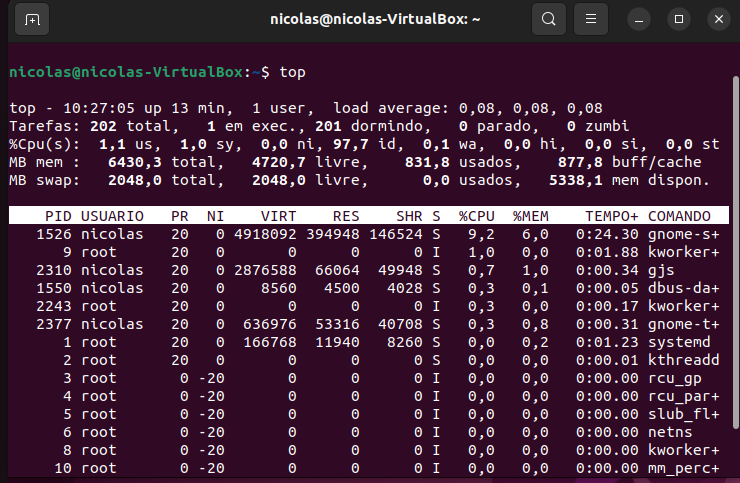 nicolas@nicolas-VirtualBox: ~
nicolas@nicolas-VirtualBox:~$ top
top - 10:27:05 up 13 min,  1 user,  load average: 0,08, 0,08, 0,08
Tarefas: 202 total,   1 em exec., 201 dormindo,   0 parado,   0 zumbi
%Cpu(s):  1,1 us,  1,0 sy,  0,0 ni, 97,7 id,  0,1 wa,  0,0 hi,  0,0 si,  0,0 st
MB mem :   6430,3 total,   4720,7 livre,    831,8 usados,    877,8 buff/cache
MB swap:   2048,0 total,   2048,0 livre,      0,0 usados,   5338,1 mem dispon.
PID USUARIO   PR  NI    VIRT    RES    SHR S  %CPU  %MEM    TEMPO+ COMANDO
1526 nicolas   20   0 4918092 394948 146524 S   9,2   6,0   0:24.30 gnome-s+
9 root      20   0       0      0      0 I   1,0   0,0   0:01.88 kworker+
2310 nicolas   20   0 2876588  66064  49948 S   0,7   1,0   0:00.34 gjs
1550 nicolas   20   0    8560   4500   4028 S   0,3   0,1   0:00.05 dbus-da+
2243 root      20   0       0      0      0 I   0,3   0,0   0:00.17 kworker+
2377 nicolas   20   0  636976  53316  40708 S   0,3   0,8   0:00.31 gnome-t+
1 root      20   0  166768  11940   8260 S   0,0   0,2   0:01.23 systemd
2 root      20   0       0      0      0 S   0,0   0,0   0:00.01 kthreadd
3 root       0 -20       0      0      0 I   0,0   0,0   0:00.00 rcu_gp
4 root       0 -20       0      0      0 I   0,0   0,0   0:00.00 rcu_par+
5 root       0 -20       0      0      0 I   0,0   0,0   0:00.00 slub_fl+
6 root       0 -20       0      0      0 I   0,0   0,0   0:00.00 netns
8 root       0 -20       0      0      0 I   0,0   0,0   0:00.00 kworker+
10 root       0 -20       0      0      0 I   0,0   0,0   0:00.00 mm_perc+